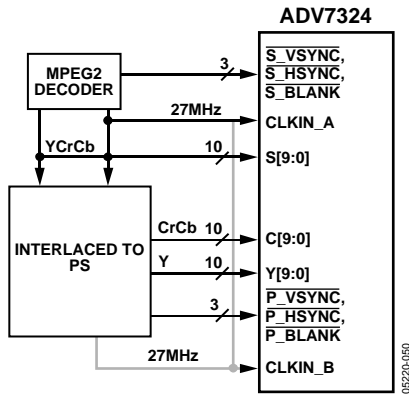 ADV7324
MPEG2
DECODER
3
S_VSYNC,
S_HSYNC,
S_BLANK
27MHz
CLKIN_A
YCrCb
10
S[9:0]
INTERLACED TO
PS
CrCb
10
C[9:0]
Y
10
Y[9:0]
3
P_VSYNC,
P_HSYNC,
P_BLANK
27MHz
CLKIN_B
05220-050